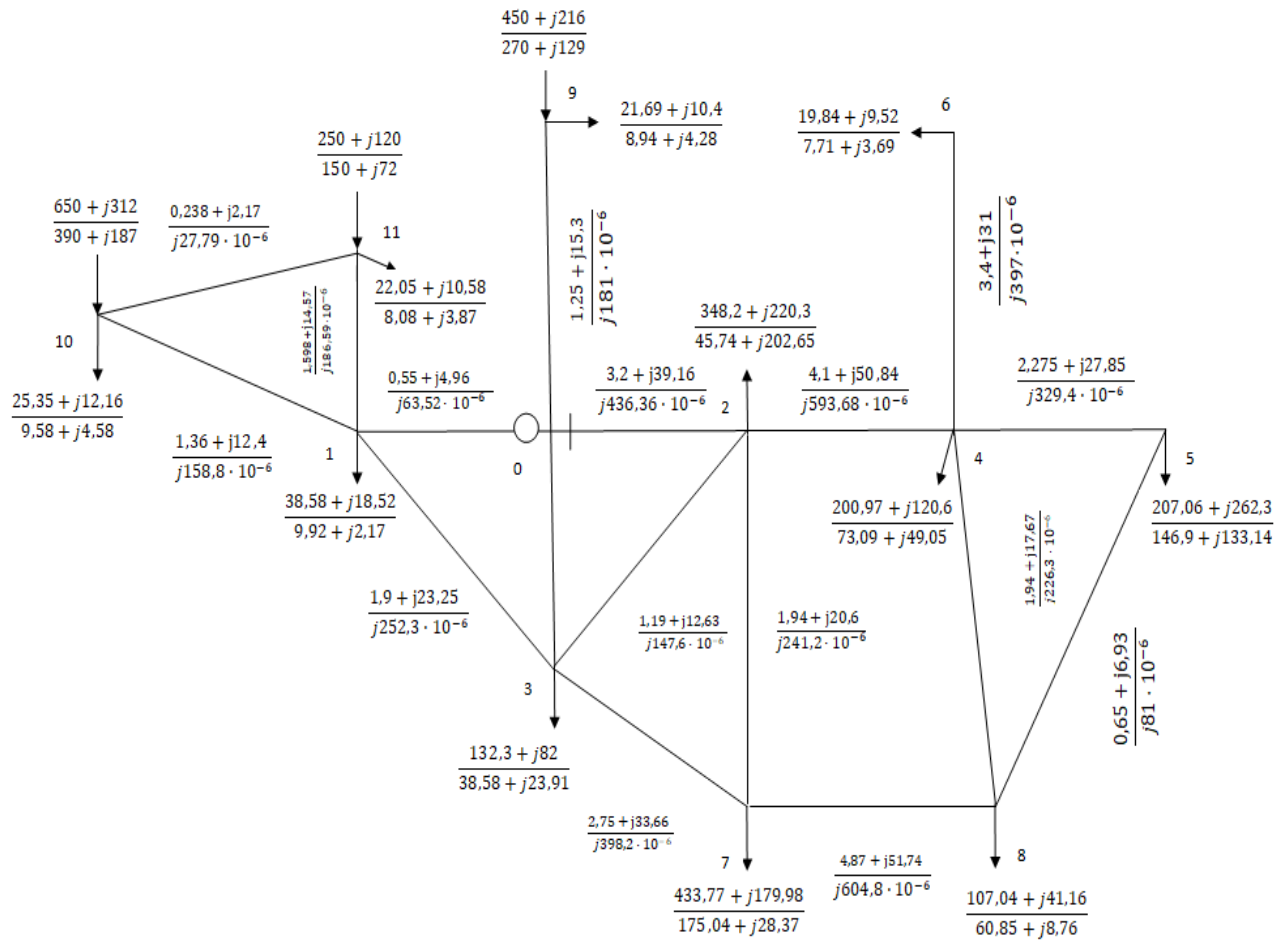 450 + j216
270 + j129
9
21,69 + j10,4
8,94 + j4,28
6
19,84 + j9,52
7,71 + j3,69
250 + j120
150 + j72
650 + j312
390 + j187
0,238 + j2,17
j27,79 · 10⁻⁶
11
22,05 + j10,58
8,08 + j3,87
1,25 + j15,3
j181 · 10⁻⁶
3,4+j31
j397·10⁻⁶
1,598 + j14,57
j186,59·10⁻⁶
10
25,35 + j12,16
9,58 + j4,58
348,2 + j220,3
45,74 + j202,65
0,55 + j4,96
j63,52 · 10⁻⁶
3,2 + j39,16
j436,36 · 10⁻⁶
2
4,1 + j50,84
j593,68 · 10⁻⁶
2,275 + j27,85
j329,4 · 10⁻⁶
1,36 + j12,4
j158,8 · 10⁻⁶
1
0
4
5
38,58 + j18,52
9,92 + j2,17
200,97 + j120,6
73,09 + j49,05
1,94 + j17,67
j226,3 · 10⁻⁶
207,06 + j262,3
146,9 + j133,14
1,9 + j23,25
j252,3 · 10⁻⁶
1,19 + j12,63
j147,6 · 10⁻⁶
1,94 + j20,6
j241,2 · 10⁻⁶
0,65 + j6,93
j81 · 10⁻⁶
3
132,3 + j82
38,58 + j23,91
2,75 + j33,66
j398,2 · 10⁻⁶
7
433,77 + j179,98
175,04 + j28,37
4,87 + j51,74
j604,8 · 10⁻⁶
8
107,04 + j41,16
60,85 + j8,76